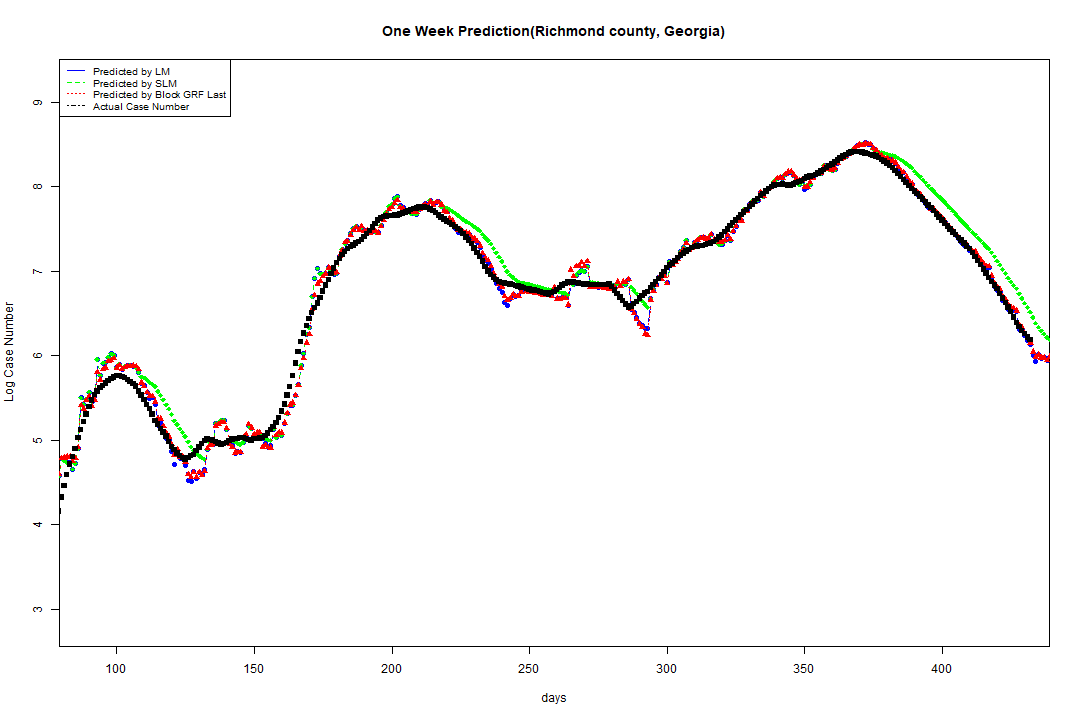 One Week Prediction(Richmond county, Georgia)
Predicted by LM
Predicted by SLM
Predicted by Block GRF Last
Actual Case Number
9
8
7
6
5
4
3
Log Case Number
100 150 200 250 300 350 400
days